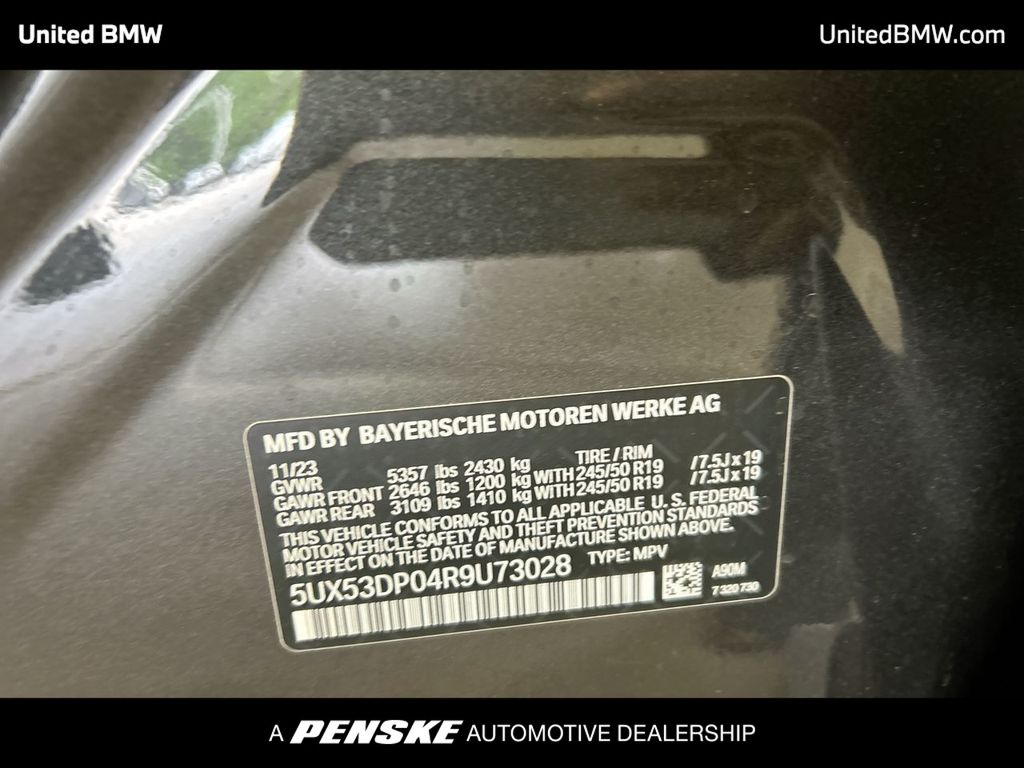 United BMW
UnitedBMW.com
MFD BY BAYERISCHE MOTOREN WERKE AG
11/23 TIRE / RIM
GVWR 5357 lbs 2430 kg
GAWR FRONT 2646 lbs 1200 kg WITH 245/50 R19 /7.5J x 19
GAWR REAR 3109 lbs 1410 kg WITH 245/50 R19 /7.5J x 19
THIS VEHICLE CONFORMS TO ALL APPLICABLE U. S. FEDERAL
MOTOR VEHICLE SAFETY AND THEFT PREVENTION STANDARDS
IN EFFECT ON THE DATE OF MANUFACTURE SHOWN ABOVE.
5UX53DP04R9U73028 TYPE: MPV
A90M
7 320 730
A PENSKE AUTOMOTIVE DEALERSHIP